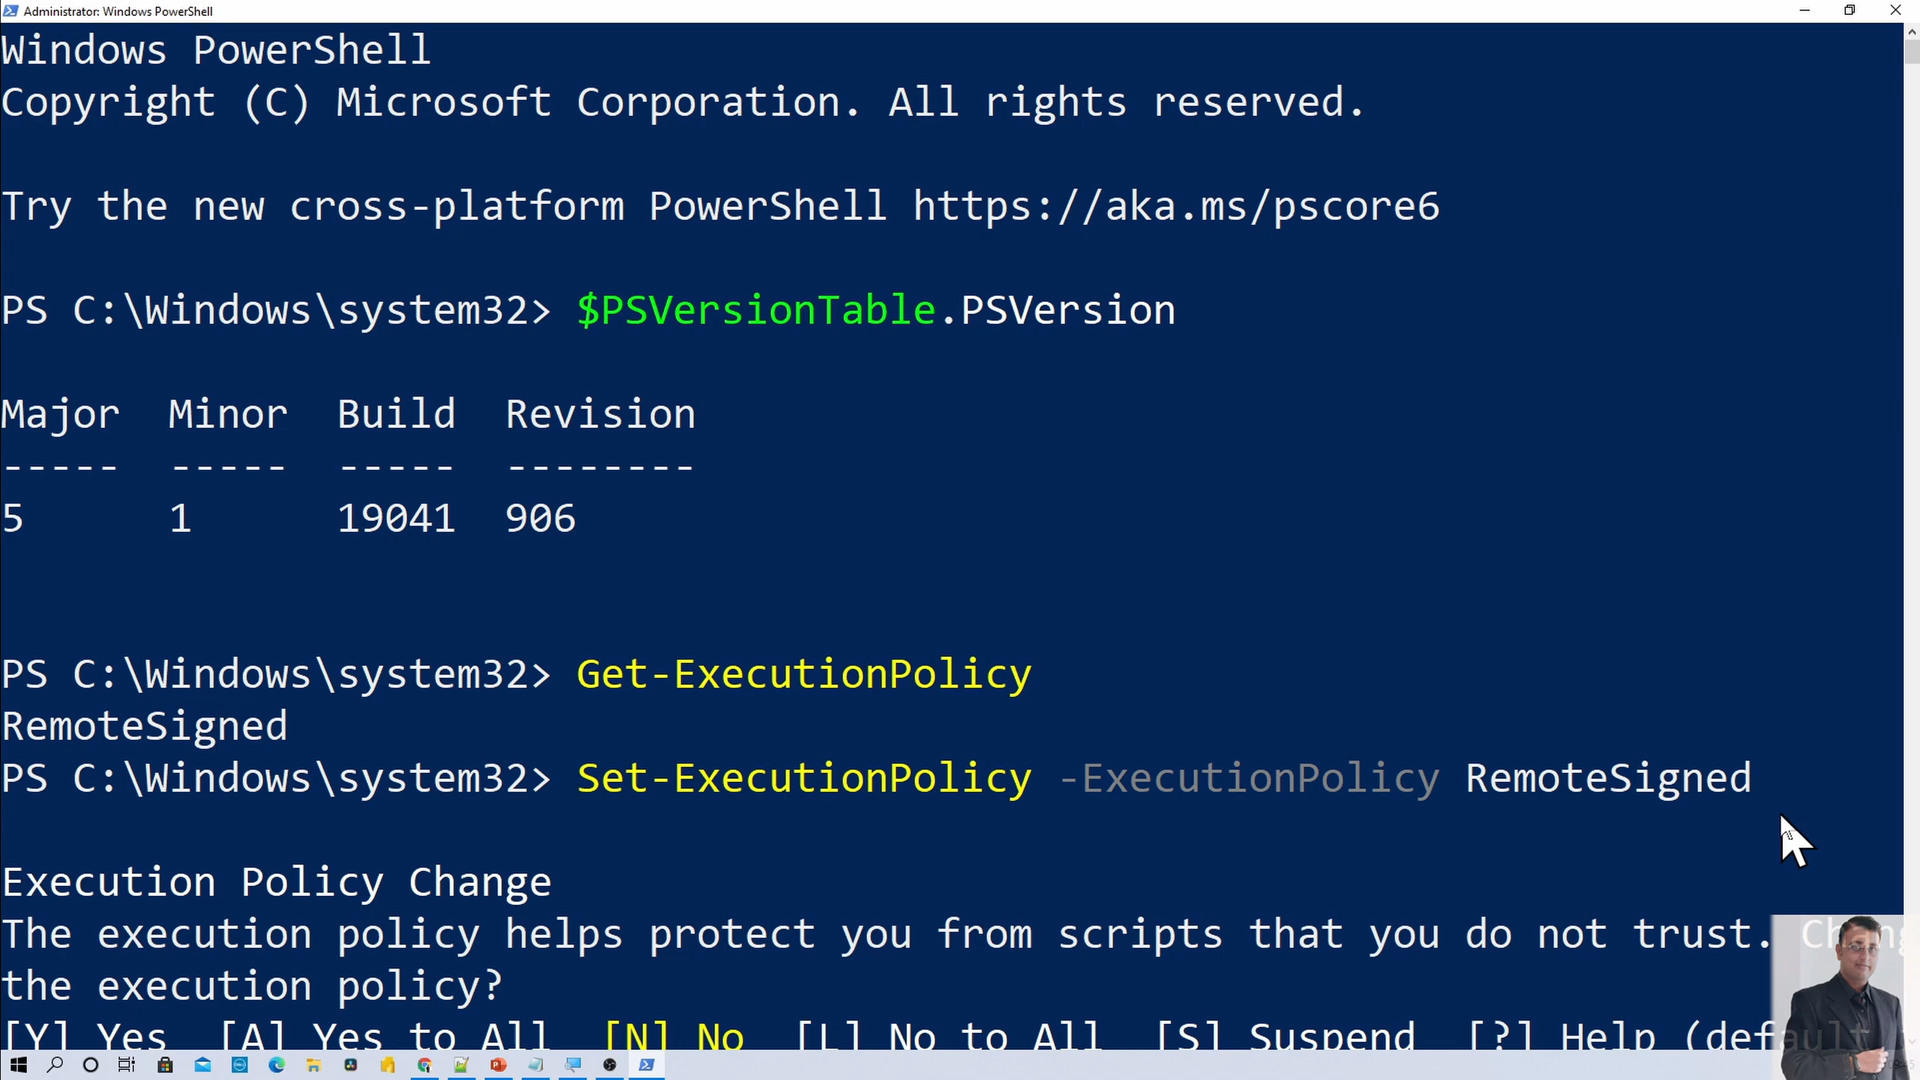 Administrator: Windows PowerShell
Windows PowerShell
Copyright (C) Microsoft Corporation. All rights reserved.
Try the new cross-platform PowerShell https://aka.ms/pscore6
PS C:\Windows\system32> $PSVersionTable.PSVersion
Major  Minor  Build  Revision
-----  -----  -----  --------
5      1      19041  906
PS C:\Windows\system32> Get-ExecutionPolicy
RemoteSigned
PS C:\Windows\system32> Set-ExecutionPolicy -ExecutionPolicy RemoteSigned
Execution Policy Change
The execution policy helps protect you from scripts that you do not trust.
the execution policy?
[Y] Yes  [A] Yes to All  [N] No  [L] No to All  [S] Suspend  [?] Help (default